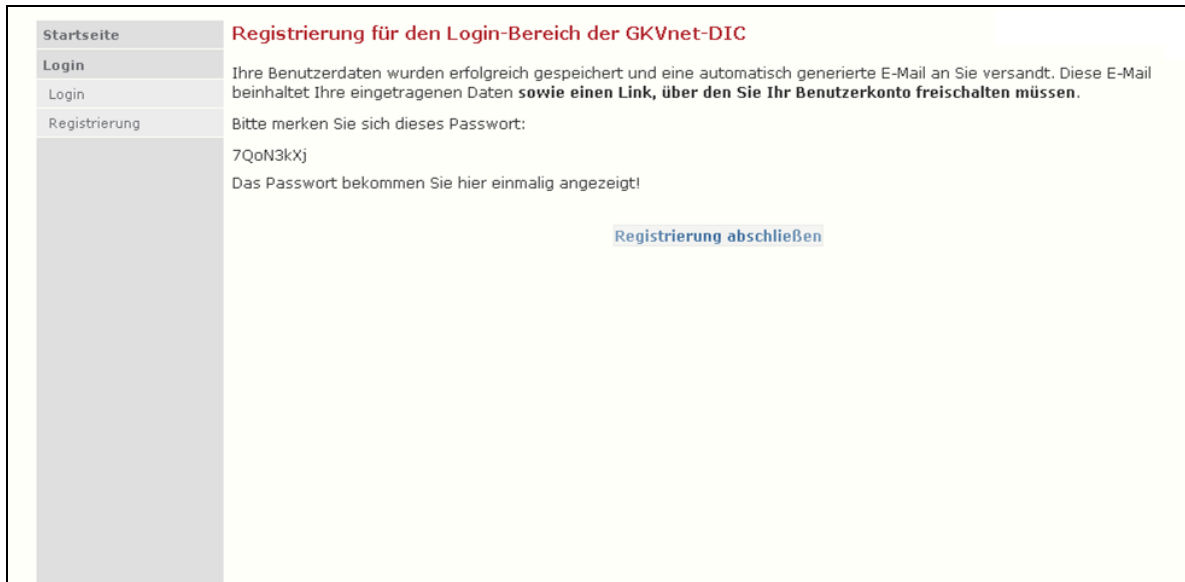 Startseite
Login
Login
Registrierung
Registrierung für den Login-Bereich der GKVnet-DIC
Ihre Benutzerdaten wurden erfolgreich gespeichert und eine automatisch generierte E-Mail an Sie versandt. Diese E-Mail
beinhaltet Ihre eingetragenen Daten sowie einen Link, über den Sie Ihr Benutzerkonto freischalten müssen.
Bitte merken Sie sich dieses Passwort:
7QoN3kXj
Das Passwort bekommen Sie hier einmalig angezeigt!
Registrierung abschließen